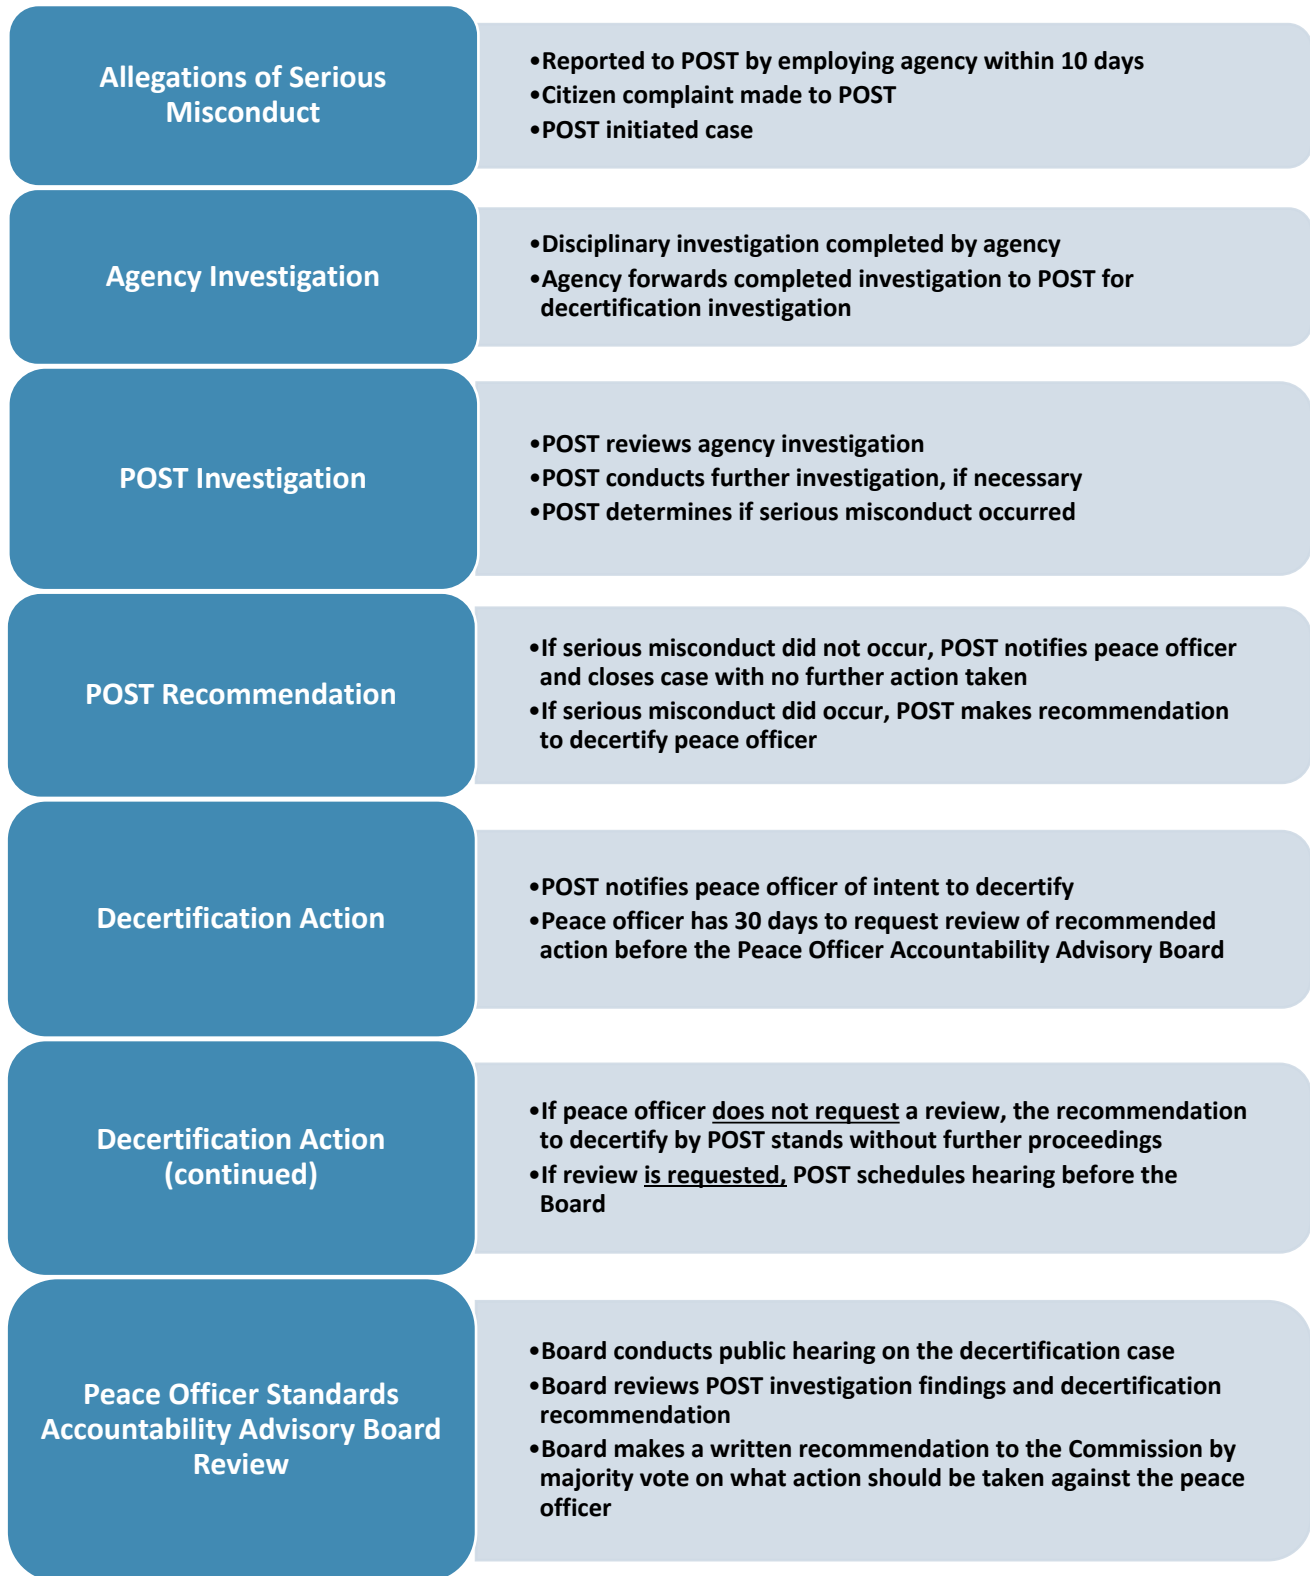 Allegations of Serious
Misconduct
•Reported to POST by employing agency within 10 days
•Citizen complaint made to POST
•POST initiated case
Agency Investigation
•Disciplinary investigation completed by agency
•Agency forwards completed investigation to POST for
decertification investigation
POST Investigation
•POST reviews agency investigation
•POST conducts further investigation, if necessary
•POST determines if serious misconduct occurred
POST Recommendation
•If serious misconduct did not occur, POST notifies peace officer
and closes case with no further action taken
•If serious misconduct did occur, POST makes recommendation
to decertify peace officer
Decertification Action
•POST notifies peace officer of intent to decertify
•Peace officer has 30 days to request review of recommended
action before the Peace Officer Accountability Advisory Board
Decertification Action
(continued)
•If peace officer does not request a review, the recommendation
to decertify by POST stands without further proceedings
•If review is requested, POST schedules hearing before the
Board
Peace Officer Standards
Accountability Advisory Board
Review
•Board conducts public hearing on the decertification case
•Board reviews POST investigation findings and decertification
recommendation
•Board makes a written recommendation to the Commission by
majority vote on what action should be taken against the peace
officer